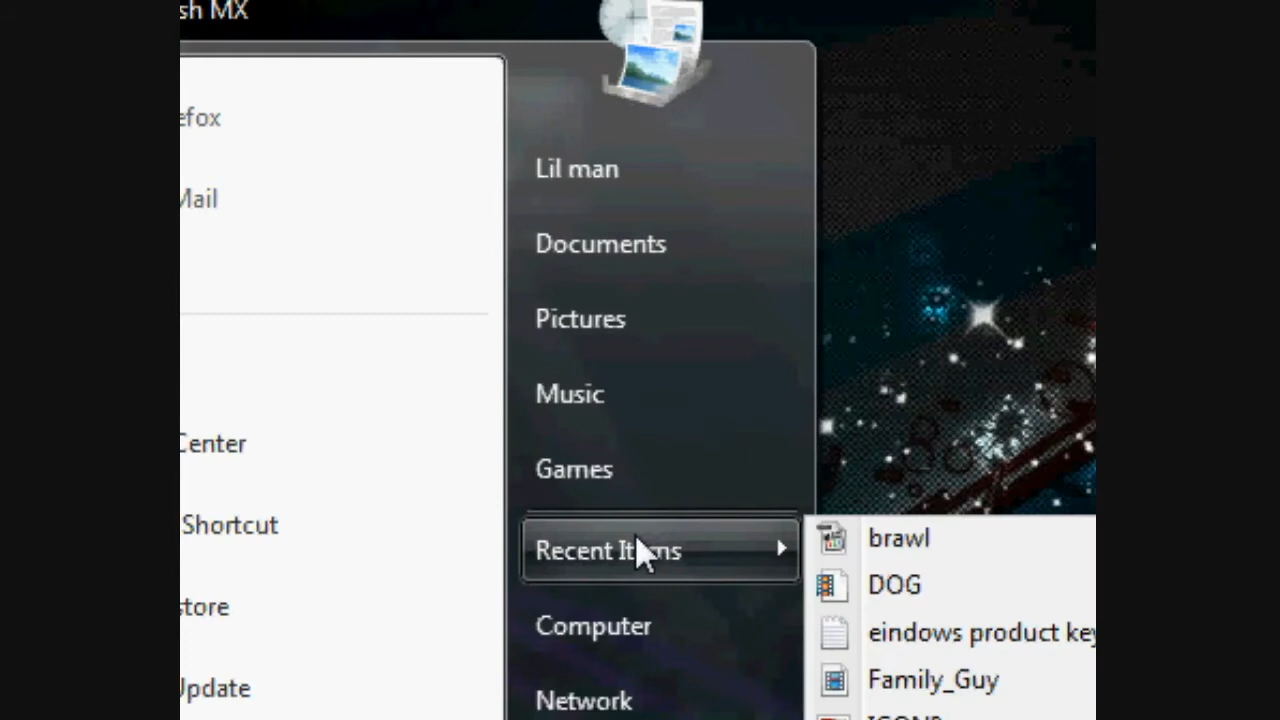 sh MX
efox
Mail
Center
Shortcut
store
Update
Lil man
Documents
Pictures
Music
Games
Recent Items
Computer
Network
brawl
DOG
eindows product key
Family_Guy